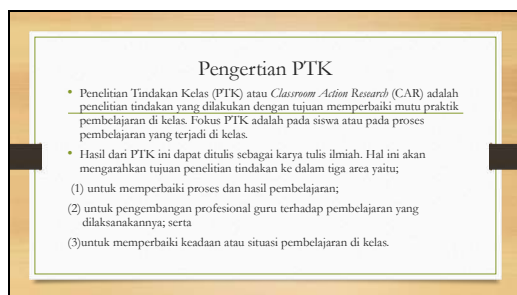 Pengertian PTK
• Penelitian Tindakan Kelas (PTK) atau Classroom Action Research (CAR) adalah
penelitian tindakan yang dilakukan dengan tujuan memperbaiki mutu praktik
pembelajaran di kelas. Fokus PTK adalah pada siswa atau pada proses
pembelajaran yang terjadi di kelas.
• Hasil dari PTK ini dapat ditulis sebagai karya tulis ilmiah. Hal ini akan
mengarahkan tujuan penelitian tindakan ke dalam tiga area yaitu;
(1) untuk memperbaiki proses dan hasil pembelajaran;
(2) untuk pengembangan profesional guru terhadap pembelajaran yang
dilaksanakannya; serta
(3)untuk memperbaiki keadaan atau situasi pembelajaran di kelas.